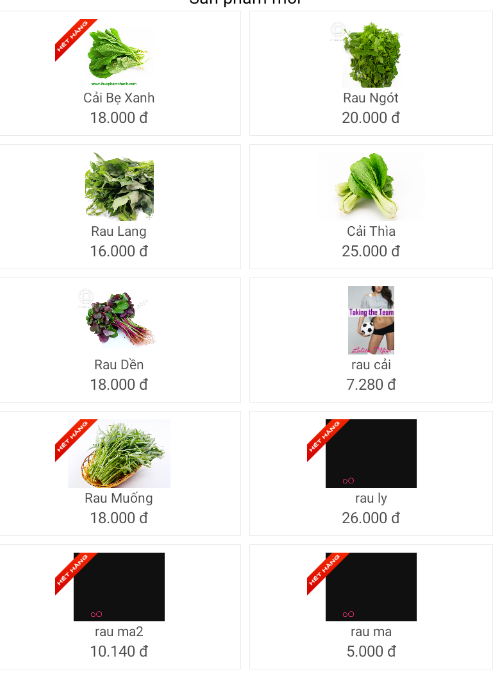 Sản phẩm mới
HẾT HÀNG
Cải Bẹ Xanh
18.000 đ
Rau Ngót
20.000 đ
Rau Lang
16.000 đ
Cải Thìa
25.000 đ
Rau Dền
18.000 đ
Taking the Team
rau cải
7.280 đ
HẾT HÀNG
Rau Muống
18.000 đ
HẾT HÀNG
rau ly
26.000 đ
HẾT HÀNG
rau ma2
10.140 đ
HẾT HÀNG
rau ma
5.000 đ